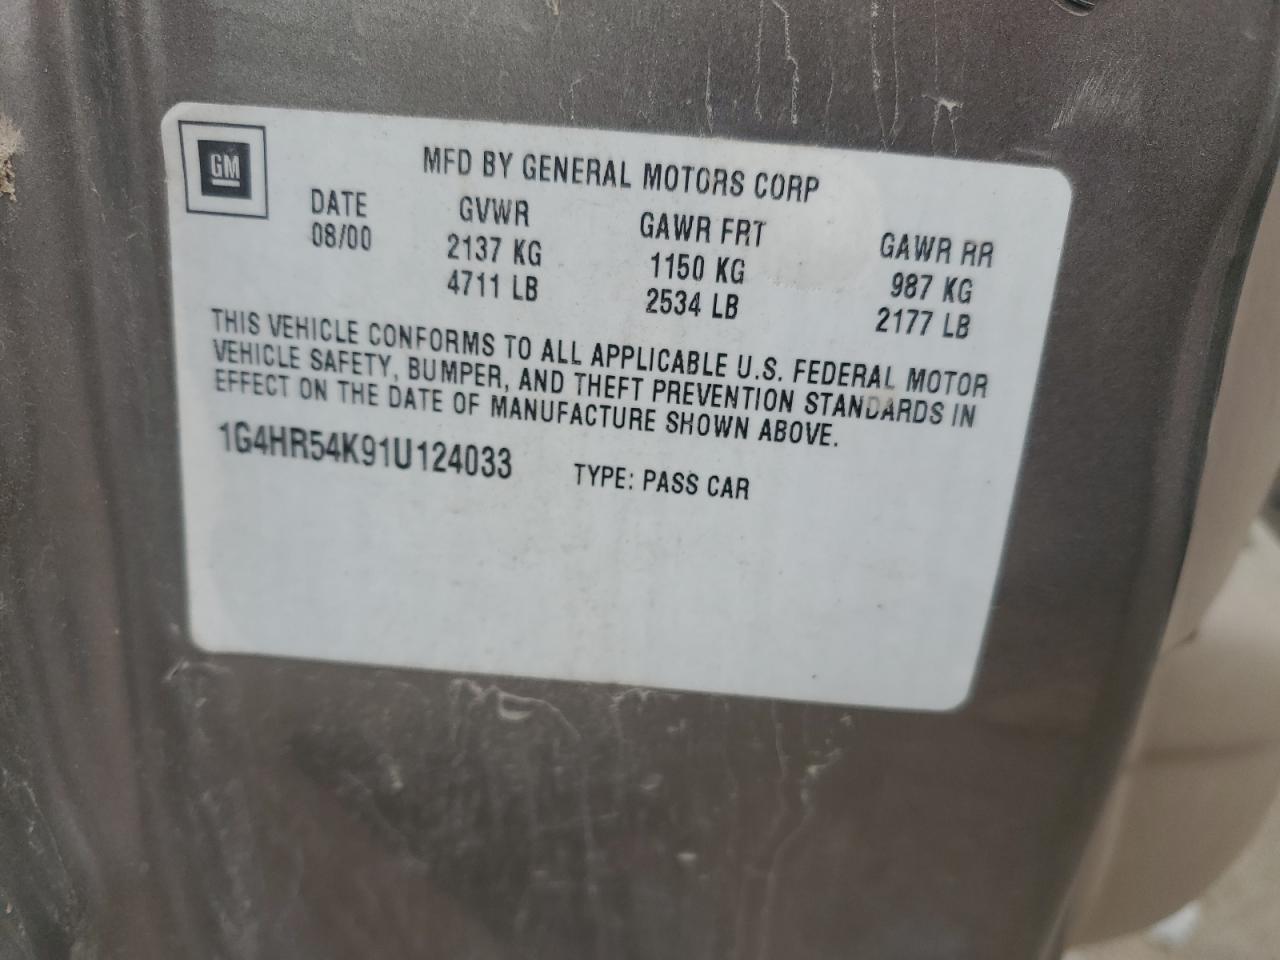 GM
MFD BY GENERAL MOTORS CORP
DATE GVWR GAWR FRT GAWR RR
08/00 2137 KG 1150 KG 987 KG
4711 LB 2534 LB 2177 LB
THIS VEHICLE CONFORMS TO ALL APPLICABLE U.S. FEDERAL MOTOR
VEHICLE SAFETY, BUMPER, AND THEFT PREVENTION STANDARDS IN
EFFECT ON THE DATE OF MANUFACTURE SHOWN ABOVE.
1G4HR54K91U124033 TYPE: PASS CAR